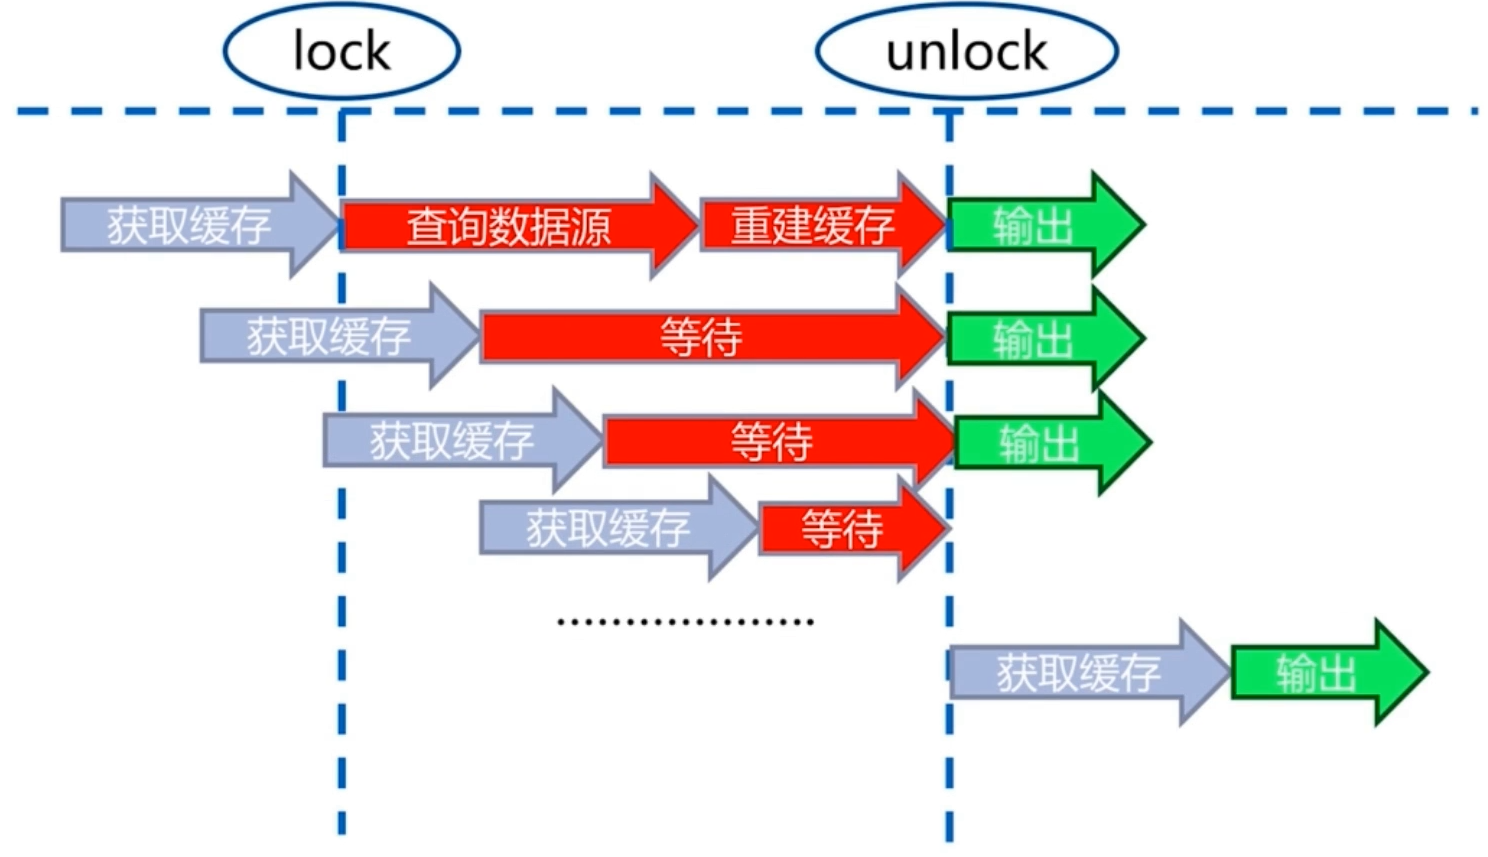 lock unlock
获取缓存 查询数据源 重建缓存 输出
获取缓存 等待 输出
获取缓存 等待 输出
获取缓存 等待
获取缓存 输出